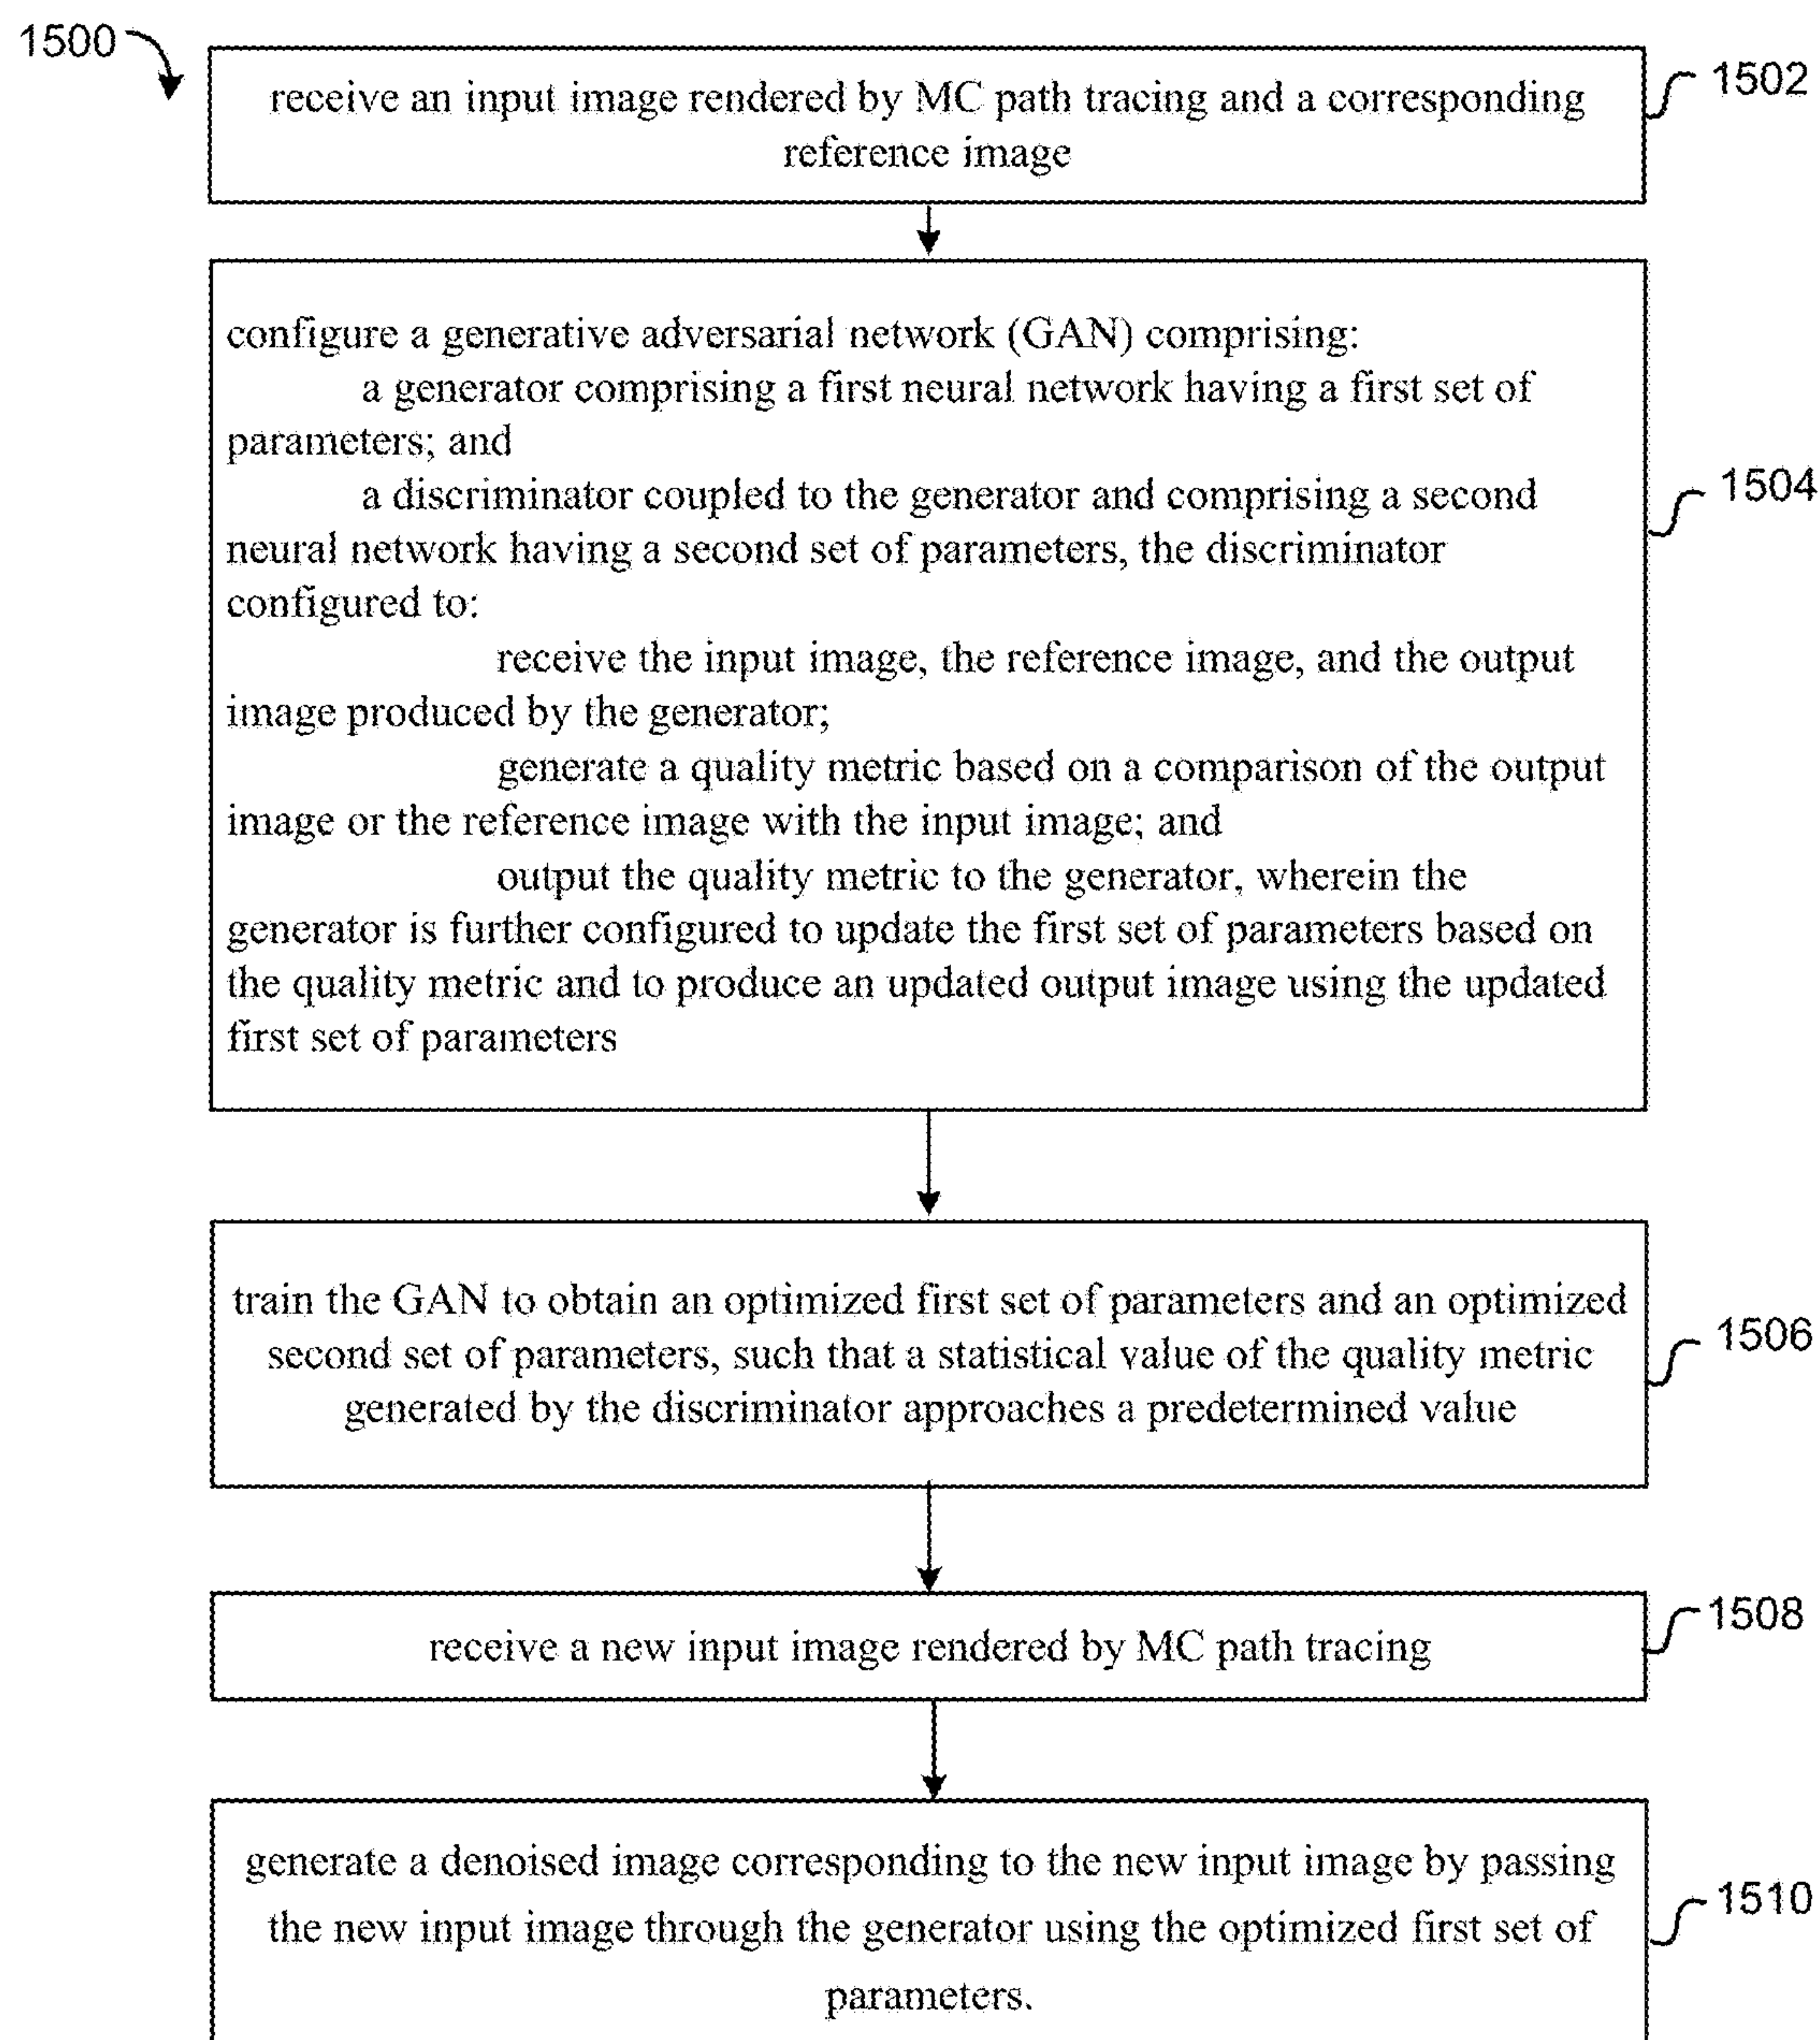 1500
receive an input image rendered by MC path tracing and a corresponding
reference image
1502
configure a generative adversarial network (GAN) comprising:
a generator comprising a first neural network having a first set of
parameters; and
a discriminator coupled to the generator and comprising a second
neural network having a second set of parameters, the discriminator
configured to:
receive the input image, the reference image, and the output
image produced by the generator;
generate a quality metric based on a comparison of the output
image or the reference image with the input image; and
output the quality metric to the generator, wherein the
generator is further configured to update the first set of parameters based on
the quality metric and to produce an updated output image using the updated
first set of parameters
1504
train the GAN to obtain an optimized first set of parameters and an optimized
second set of parameters, such that a statistical value of the quality metric
generated by the discriminator approaches a predetermined value
1506
receive a new input image rendered by MC path tracing
1508
generate a denoised image corresponding to the new input image by passing
the new input image through the generator using the optimized first set of
parameters.
1510